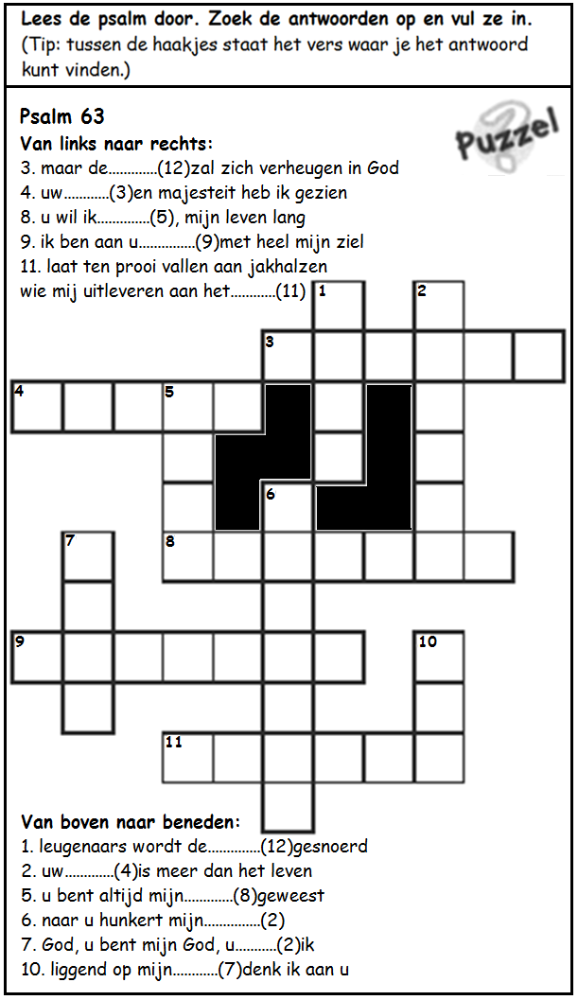 Lees de psalm door. Zoek de antwoorden op en vul ze in.
(Tip: tussen de haakjes staat het vers waar je het antwoord
kunt vinden.)
Psalm 63
Puzzel
Van links naar rechts:
3. maar de.............(12)zal zich verheugen in God
4. uw............(3)en majesteit heb ik gezien
8. u wil ik..............(5), mijn leven lang
9. ik ben aan u...............(9)met heel mijn ziel
11. laat ten prooi vallen aan jakhalzen
wie mij uitleveren aan het............(11)
1 2
3
4 5
6
7 8
9 10
11
Van boven naar beneden:
1. leugenaars wordt de..............(12)gesnoerd
2. uw.............(4)is meer dan het leven
5. u bent altijd mijn.............(8)geweest
6. naar u hunkert mijn...............(2)
7. God, u bent mijn God, u...........(2)ik
10. liggend op mijn............(7)denk ik aan u